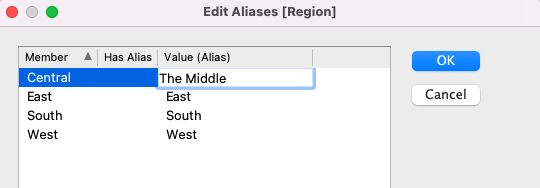 Edit Aliases [Region]
Member Has Alias Value (Alias)
Central The Middle
East East
South South
West West
OK
Cancel